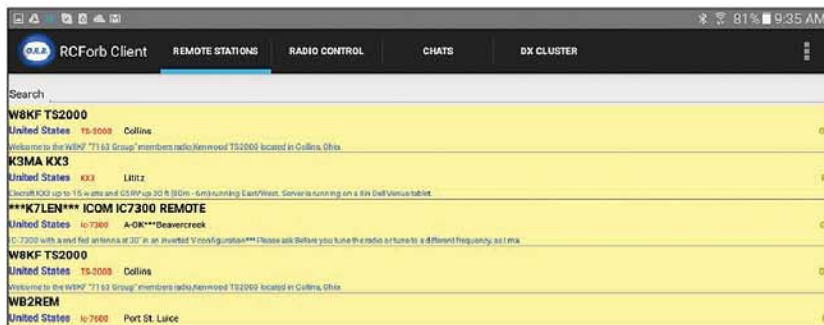 81% 9:35 AM
O.R.B. RCForb Client REMOTE STATIONS RADIO CONTROL CHATS DX CLUSTER
Search
W8KF TS2000
United States TS-2000 Collins
Welcome to the W8KF "7163 Group" members radio,Kenwood TS2000 located in Collins, Ohio.
K3MA KX3
United States KX3 Lititz
Elecraft KX3 up to 15 watts and G5RV up 30 ft (80m - 6m) running East/West. Server is running on a 8in Dell Venue tablet.
***K7LEN*** ICOM IC7300 REMOTE
United States Ic-7300 A-OK***Beavercreek
IC-7300 with a end fed antenna at 30" in an inverted V configuration***Please ask Before you tune the radio or tune to a different frequency, as I ma
W8KF TS2000
United States TS-2000 Collins
Welcome to the W8KF "7163 Group" members radio,Kenwood TS2000 located in Collins, Ohio.
WB2REM
United States Ic-7600 Port St. Luice